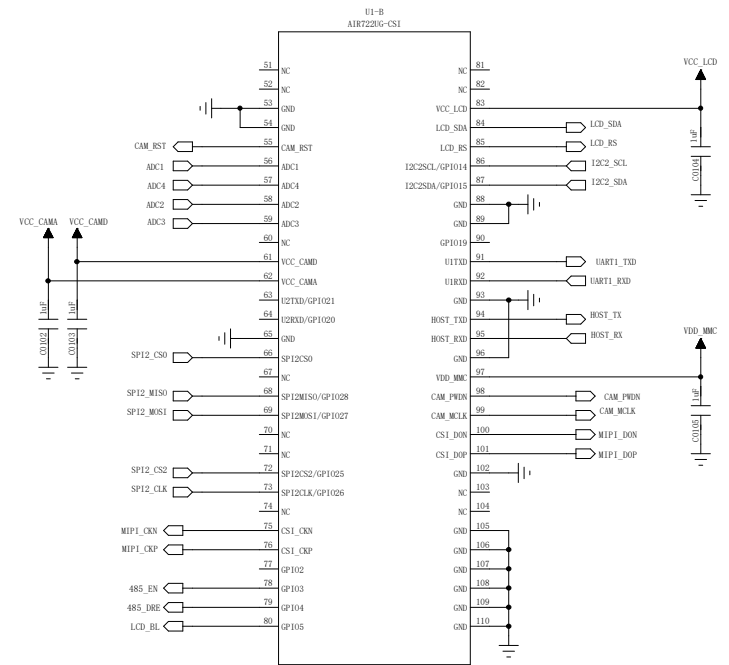 U1-B
AIR722UG-CSI
51 NC
52 NC
53 GND
54 GND
CAM_RST 55 CAM_RST
ADC1 56 ADC1
ADC4 57 ADC4
ADC2 58 ADC2
ADC3 59 ADC3
60 NC
VCC_CAMA VCC_CAMD
61 VCC_CAMD
62 VCC_CAMA
63 U2TXD/GPIO21
64 U2RXD/GPIO20
1uF
C0102
1uF
C0103
65 GND
SPI2_CS0 66 SPI2CS0
67 NC
SPI2_MISO 68 SPI2MISO/GPIO28
SPI2_MOSI 69 SPI2MOSI/GPIO27
70 NC
71 NC
SPI2_CS2 72 SPI2CS2/GPIO25
SPI2_CLK 73 SPI2CLK/GPIO26
74 NC
MIPI_CKN 75 CSI_CKN
MIPI_CKP 76 CSI_CKP
77 GPIO2
485_EN 78 GPIO3
485_DRE 79 GPIO4
LCD_BL 80 GPIO5
NC 81
NC 82
VCC_LCD
VCC_LCD 83
LCD_SDA 84 LCD_SDA
LCD_RS 85 LCD_RS
I2C2SCL/GPIO14 86 I2C2_SCL
I2C2SDA/GPIO15 87 I2C2_SDA
1uF
C0104
GND 88
GND 89
GPIO19 90
U1TXD 91 UART1_TXD
U1RXD 92 UART1_RXD
GND 93
HOST_TXD 94 HOST_TX
HOST_RXD 95 HOST_RX
GND 96
VDD_MMC
VDD_MMC 97
CAM_PWDN 98 CAM_PWDN
CAM_MCLK 99 CAM_MCLK
CSI_DON 100 MIPI_DON
CSI_DOP 101 MIPI_DOP
1uF
C0105
GND 102
NC 103
NC 104
GND 105
GND 106
GND 107
GND 108
GND 109
GND 110